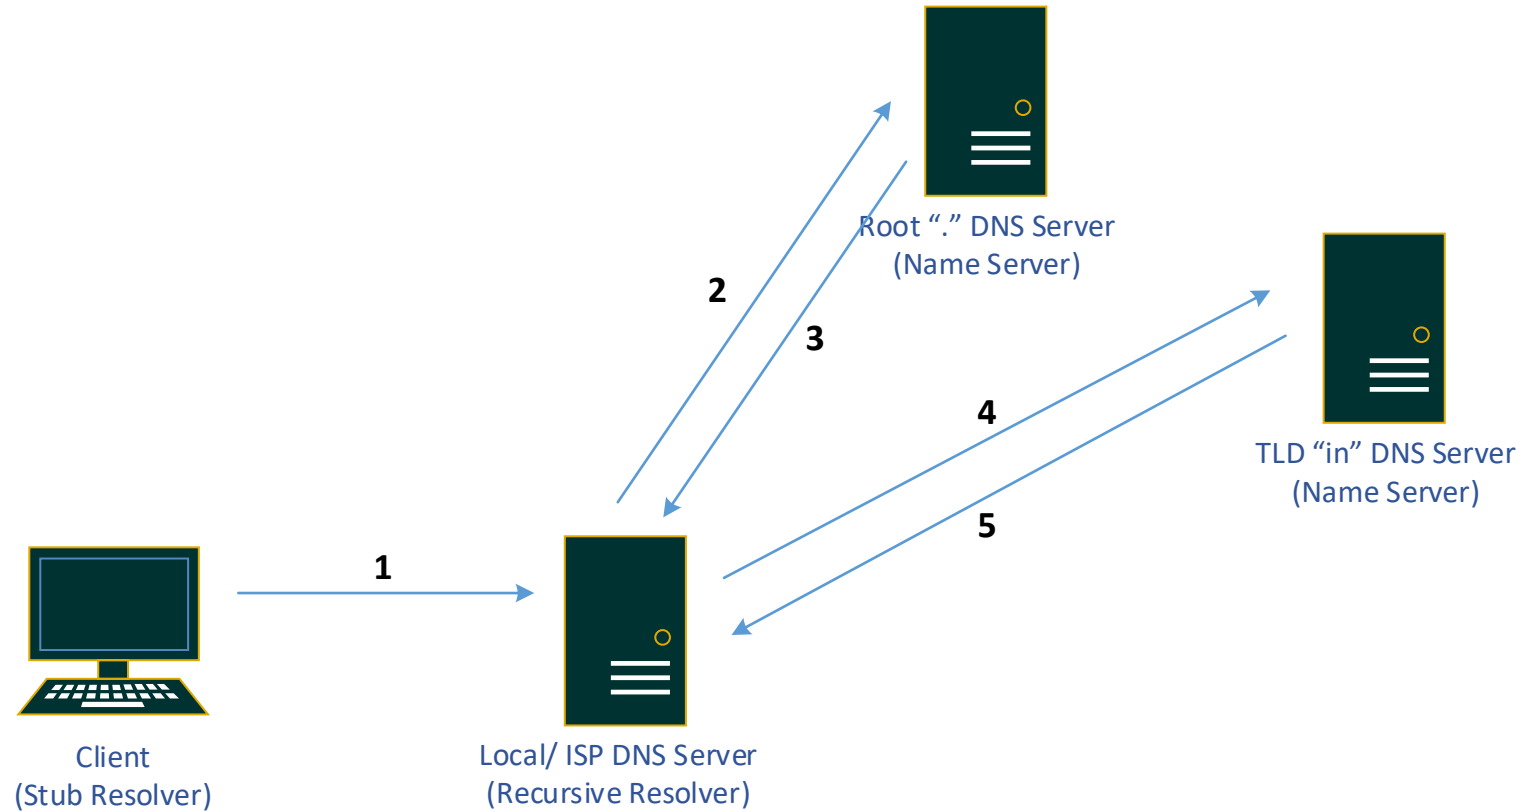 Root “.” DNS Server
(Name Server)
2
3
4
TLD “in” DNS Server
(Name Server)
5
1
Client
(Stub Resolver)
Local/ ISP DNS Server
(Recursive Resolver)